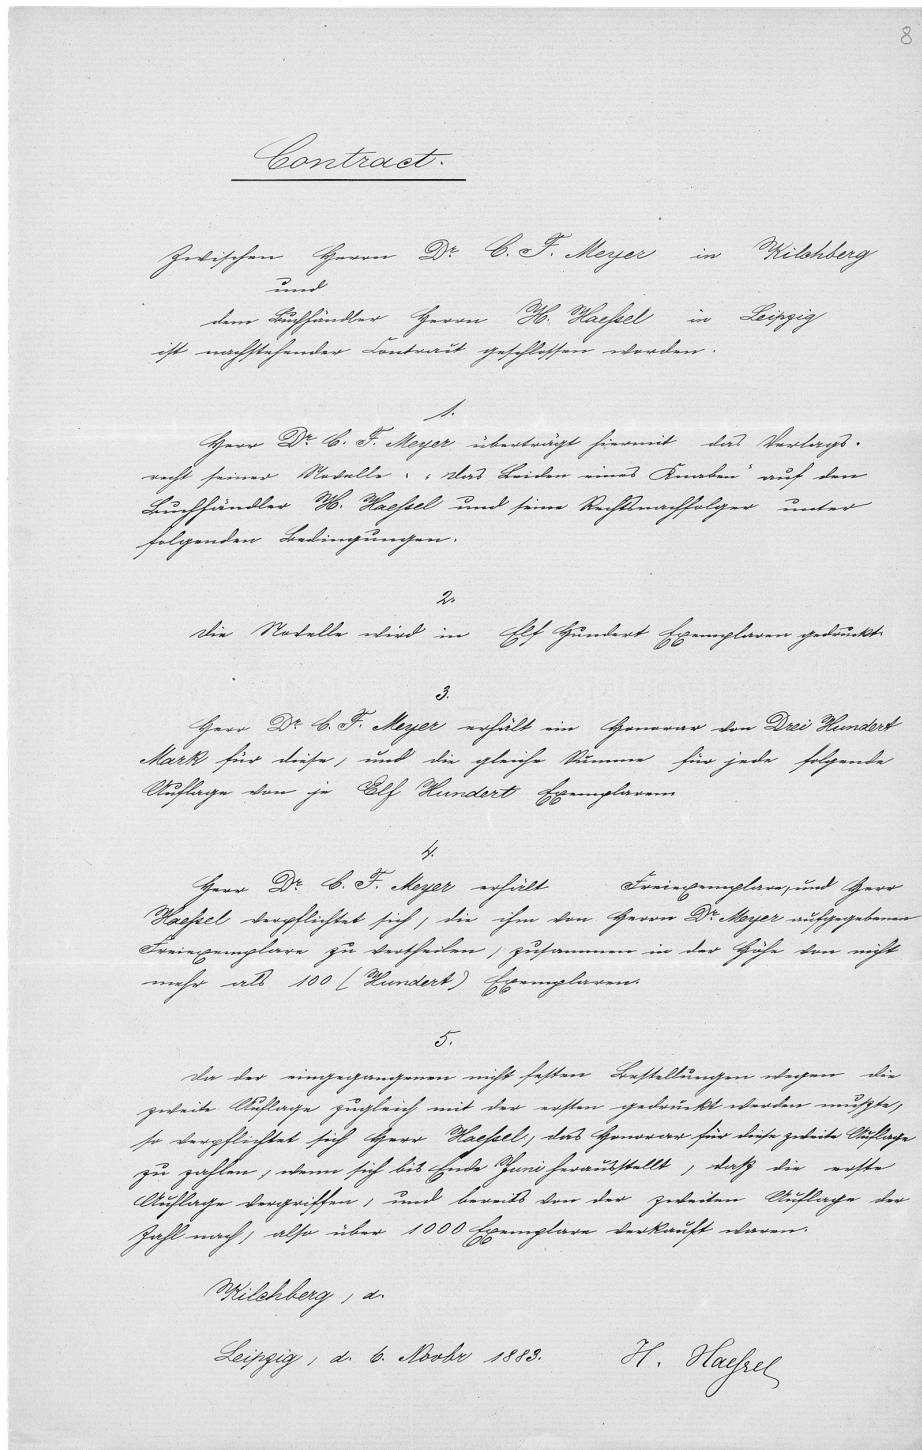 8
Contract.
Zwischen Herrn Dr. C. F. Meyer in Kilchberg
und
dem Buchhändler Herrn H. Haessel in Leipzig
ist nachstehender Contract geschlossen worden.
1.
Herr Dr. C. F. Meyer überträgt hiermit das Verlags-
recht seiner Novelle: „Das Leiden eines Knaben“ auf den
Buchhändler H. Haessel und seine Rechtsnachfolger unter
folgenden Bedingungen.
2.
Die Novelle wird in Elf Hundert Exemplaren gedruckt.
3.
Herr Dr. C. F. Meyer erhält ein Honorar von Drei Hundert
Mark für diese, und die gleiche Summe für jede folgende
Auflage von je Elf Hundert Exemplaren
4.
Herr Dr. C. F. Meyer erhält Freiexemplare, und Herr
Haessel verpflichtet sich, die ihm von Herrn Dr. Meyer aufgegebenen
Freiexemplare zu vertheilen, zusammen in der Höhe von nicht
mehr als 100 (Hundert) Exemplaren.
5.
Da der eingegangenen nicht festen Bestellungen wegen die
zweite Auflage zugleich mit der ersten gedruckt werden mußte,
so verpflichtet sich Herr Haessel, das Honorar für diese zweite Auflage
zu zahlen, wenn sich bis Ende Juni herausstellt, daß die erste
Auflage vergriffen, und bereits von der zweiten Auflage der
Zahl nach, also über 1000 Exemplare verkauft waren.
Kilchberg, d.
Leipzig, d. 6. Novbr 1883. H. Haessel